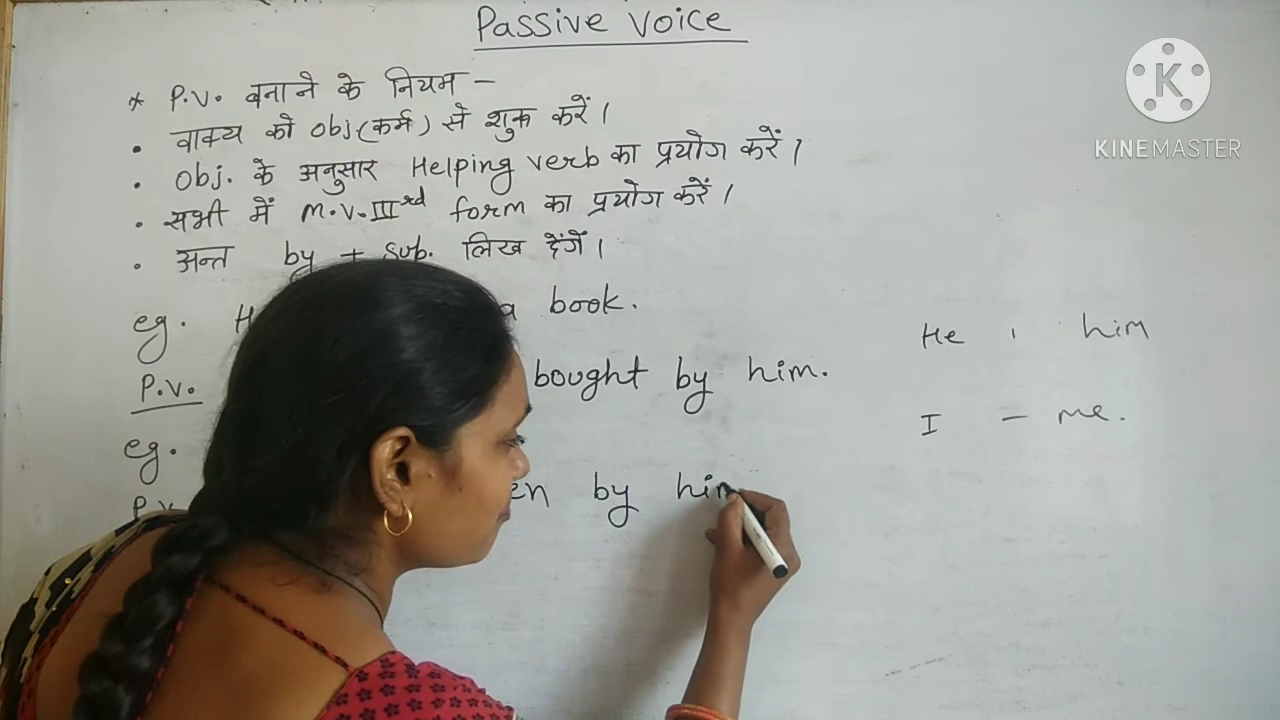 Passive Voice
* P.V. बनाने के नियम -
• वाक्य को obj(कर्म) से शुरू करें।
• Obj. के अनुसार Helping verb का प्रयोग करें।
• सभी में M.V.IIIrd form का प्रयोग करें।
• अन्त by + sub. लिख देंगें।
eg. H a book.
P.V. bought by him.
eg.
P.V. en by him
He , him
I - me.
K
KINEMASTER